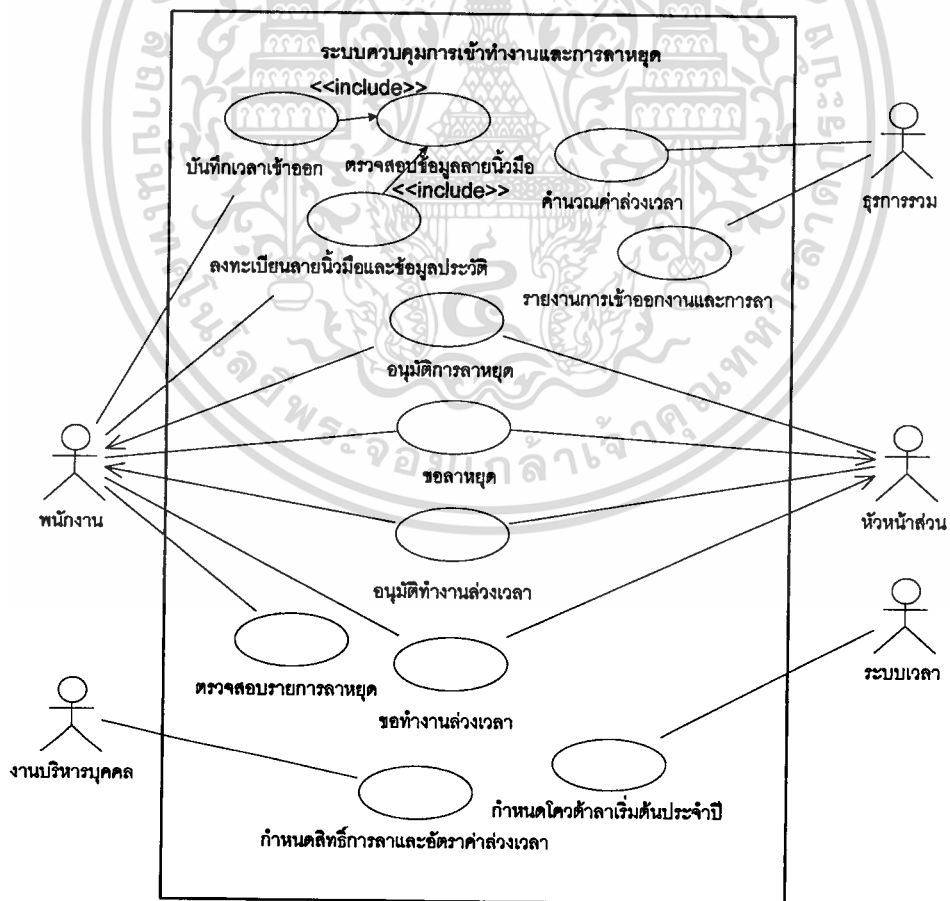 ระบบควบคุมการเข้าทำงานและการลาหยุด
<<include>>
บันทึกเวลาเข้าออก
ตรวจสอบข้อมูลลายนิ้วมือ
<<include>>
คำนวณค่าล่วงเวลา
ธุรการรวม
ลงทะเบียนลายนิ้วมือและข้อมูลประวัติ
รายงานการเข้าออกงานและการลา
อนุมัติการลาหยุด
ขอลาหยุด
พนักงาน
หัวหน้าส่วน
อนุมัติทำงานล่วงเวลา
ตรวจสอบรายการลาหยุด
ขอทำงานล่วงเวลา
ระบบเวลา
งานบริหารบุคคล
กำหนดโควต้าลาเริ่มต้นประจำปี
กำหนดสิทธิ์การลาและอัตราค่าล่วงเวลา